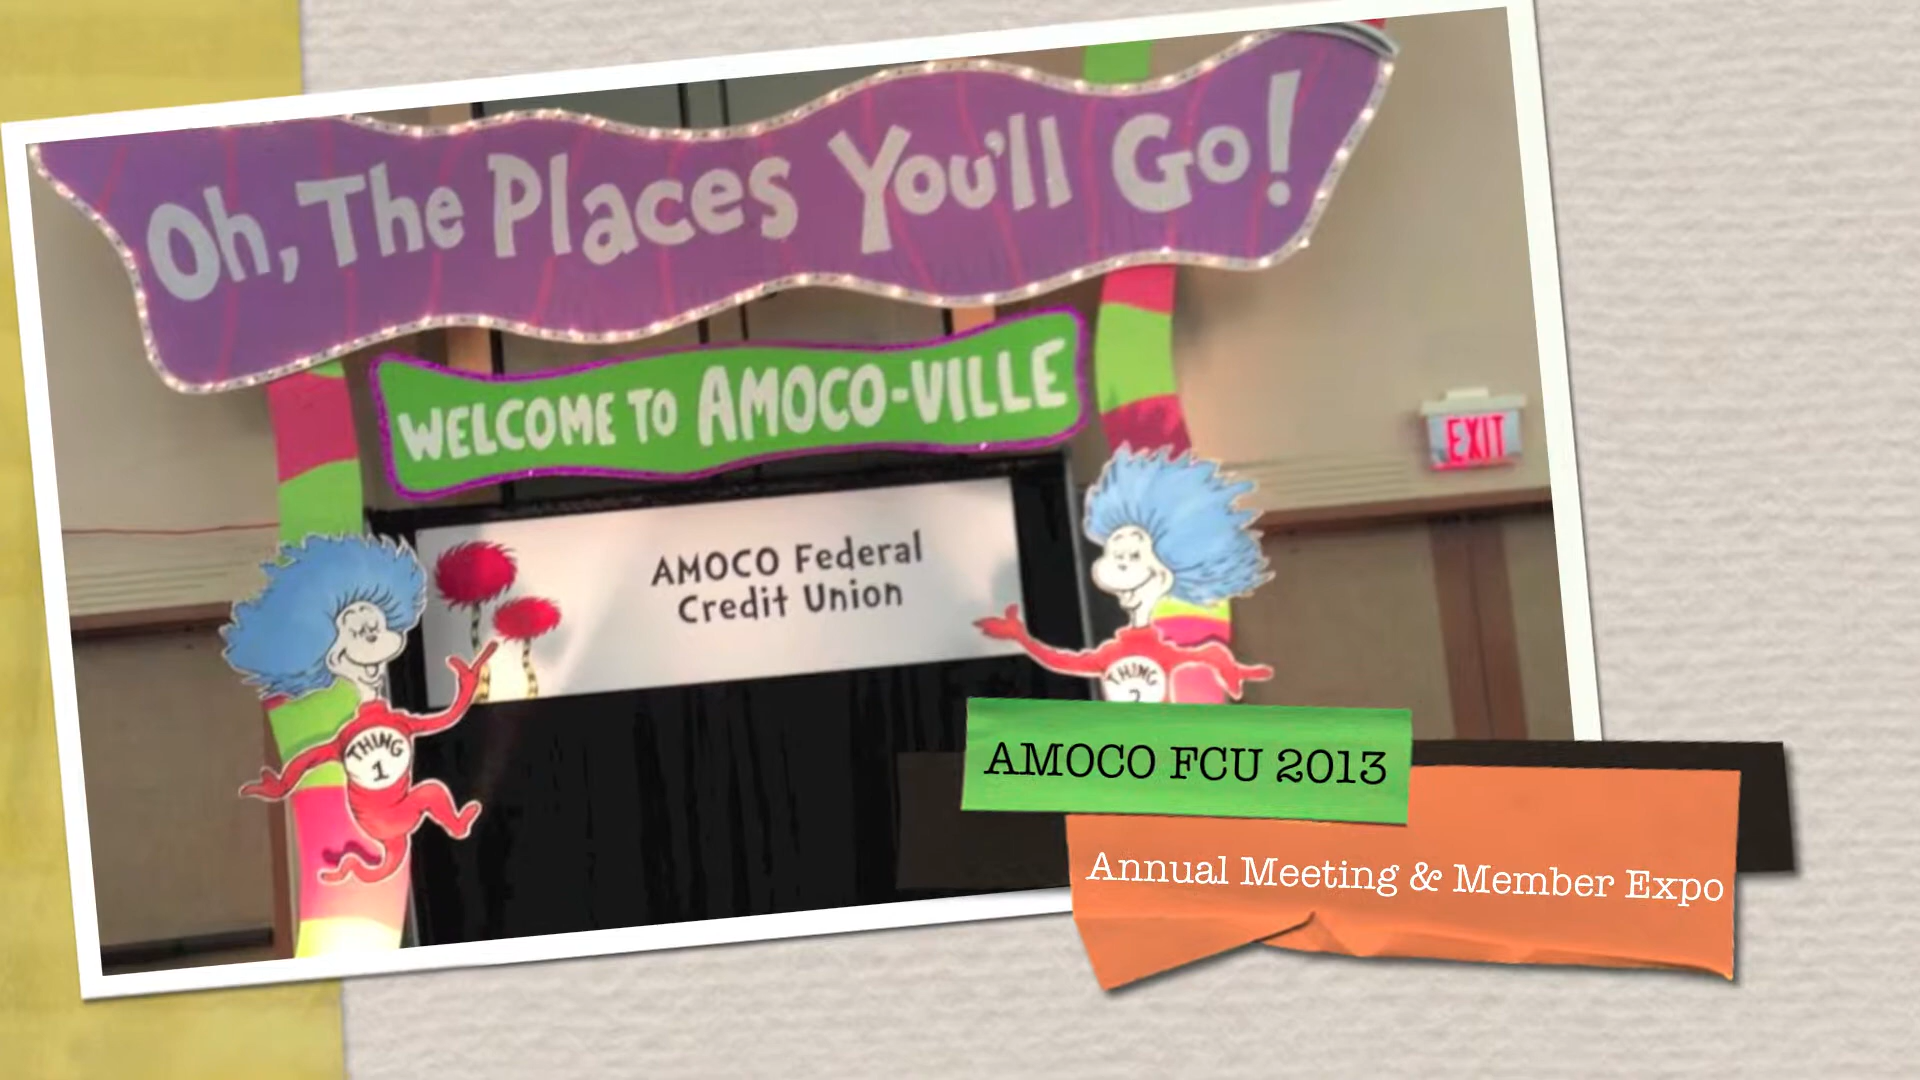 Oh, The Places You'll Go!
WELCOME TO AMOCO-VILLE
EXIT
AMOCO Federal
Credit Union
THING
2
THING
1
AMOCO FCU 2013
Annual Meeting & Member Expo